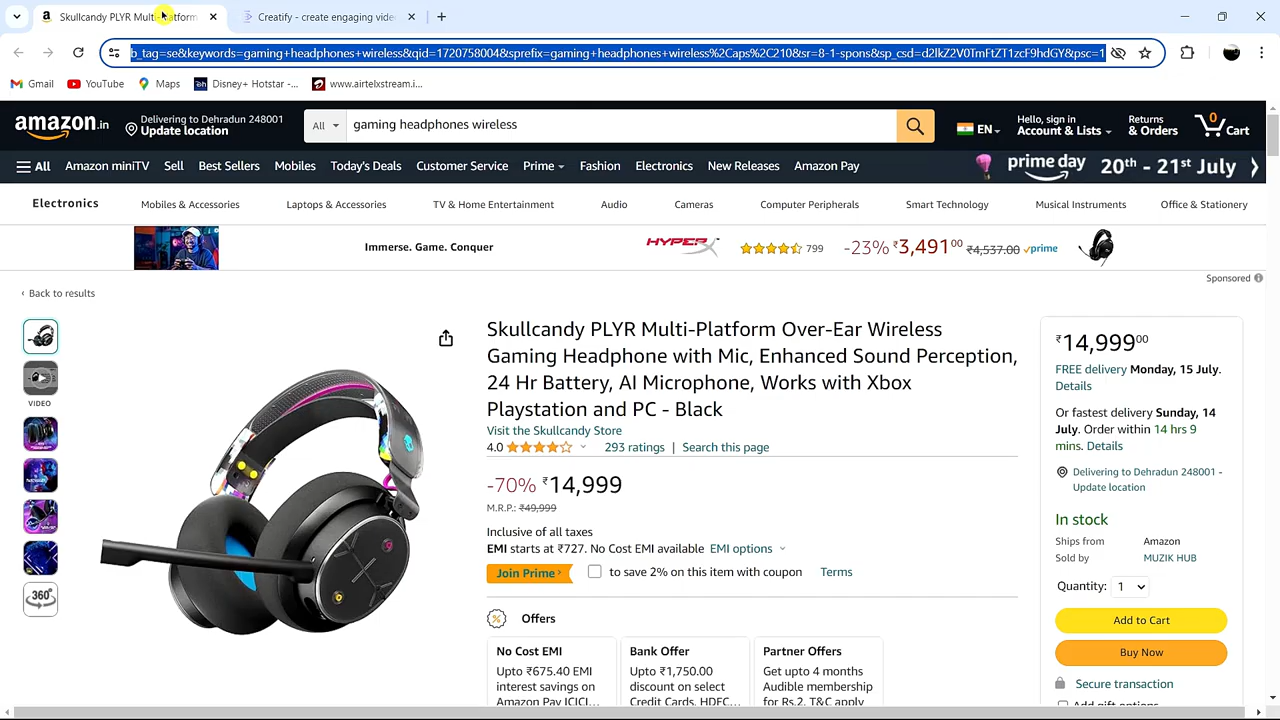 Skullcandy PLYR Multi-Platform
Creatify - create engaging vide
b_tag=se&keywords=gaming+headphones+wireless&qid=1720758004&sprefix=gaming+headphones+wireless%2Caps%2C210&sr=8-1-spons&sp_csd=d2lkZ2V0TmFtZT1zcF9hdGY&psc=1
Gmail
YouTube
Maps
Disney+ Hotstar -...
www.airtelxstream.i...
amazon.in
Delivering to Dehradun 248001
Update location
All
gaming headphones wireless
EN
Hello, sign in
Account & Lists
Returns
& Orders
0
Cart
All
Amazon miniTV
Sell
Best Sellers
Mobiles
Today's Deals
Customer Service
Prime
Fashion
Electronics
New Releases
Amazon Pay
prime day
20th - 21st July
Electronics
Mobiles & Accessories
Laptops & Accessories
TV & Home Entertainment
Audio
Cameras
Computer Peripherals
Smart Technology
Musical Instruments
Office & Stationery
Immerse. Game. Conquer
HYPERX
799
-23% ₹3,49100 ₹4,537.00 prime
Sponsored
‹ Back to results
VIDEO
360°
Skullcandy PLYR Multi-Platform Over-Ear Wireless
Gaming Headphone with Mic, Enhanced Sound Perception,
24 Hr Battery, AI Microphone, Works with Xbox
Playstation and PC - Black
Visit the Skullcandy Store
4.0
293 ratings | Search this page
-70% ₹14,999
M.R.P.: ₹49,999
Inclusive of all taxes
EMI starts at ₹727. No Cost EMI available EMI options
Join Prime ›
to save 2% on this item with coupon
Terms
Offers
No Cost EMI
Upto ₹675.40 EMI
interest savings on
Amazon Pay ICICI...
Bank Offer
Upto ₹1,750.00
discount on select
Credit Cards, HDFC...
Partner Offers
Get upto 4 months
Audible membership
for Rs.2. T&C apply
₹14,99900
FREE delivery Monday, 15 July.
Details
Or fastest delivery Sunday, 14
July. Order within 14 hrs 9
mins. Details
Delivering to Dehradun 248001 -
Update location
In stock
Ships from
Amazon
Sold by
MUZIK HUB
Quantity: 1
Add to Cart
Buy Now
Secure transaction
Add gift options